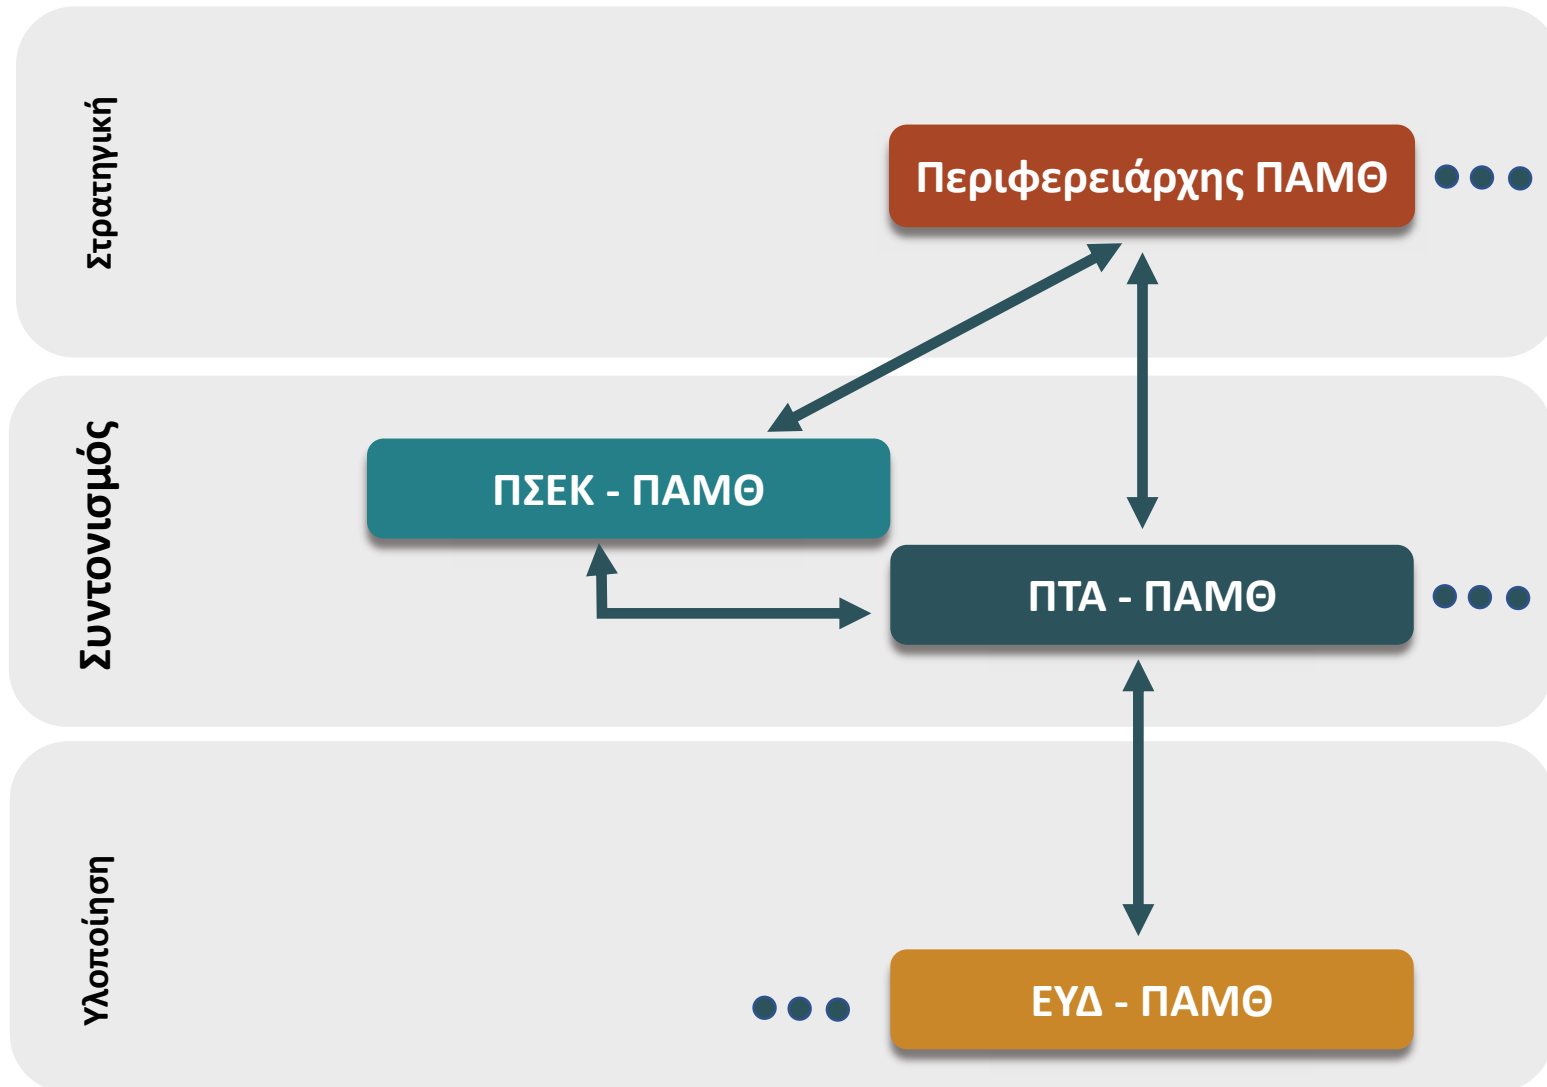 Στρατηγική
Περιφερειάρχης ΠΑΜΘ
Συντονισμός
ΠΣΕΚ - ΠΑΜΘ
ΠΤΑ - ΠΑΜΘ
Υλοποίηση
ΕΥΔ - ΠΑΜΘ